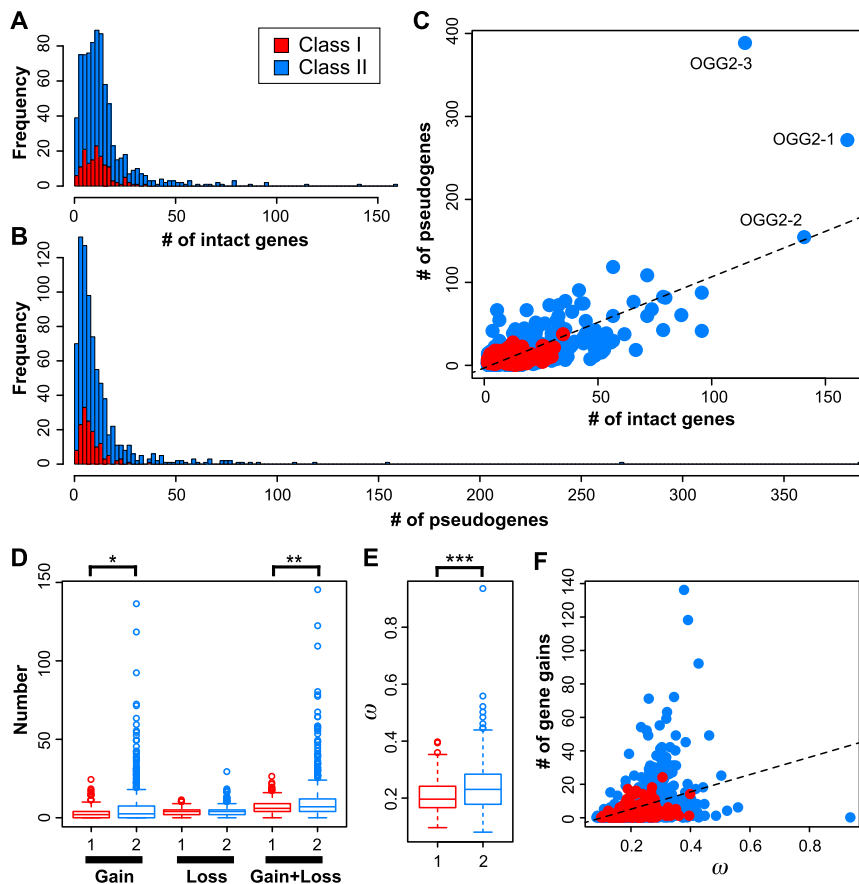 A
Frequency
0 20 40 60 80
Class I
Class II
0 50 100 150
# of intact genes
B
Frequency
0 20 40 60 80 100 120
0 50 100 150 200 250 300 350
# of pseudogenes
C
# of pseudogenes
0 100 200 300 400
OGG2-3
OGG2-1
OGG2-2
0 50 100 150
# of intact genes
D
Number
0 50 100 150
*
**
1 2 1 2 1 2
Gain Loss Gain+Loss
E
ω
0.2 0.4 0.6 0.8
***
1 2
F
# of gene gains
0 20 40 60 80 100 120 140
0.2 0.4 0.6 0.8
ω